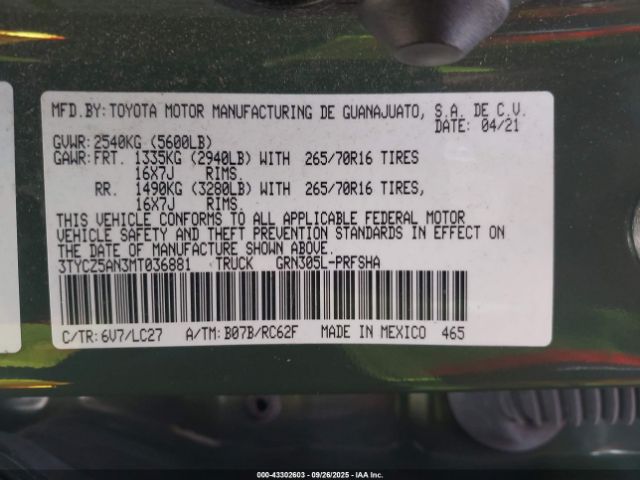 MFD.BY: TOYOTA MOTOR MANUFACTURING DE GUANAJUATO, S.A. DE C.V.
DATE: 04/21
GVWR: 2540KG (5600LB)
GAWR: FRT. 1335KG (2940LB) WITH 265/70R16 TIRES
16X7J RIMS.
RR. 1490KG (3280LB) WITH 265/70R16 TIRES,
16X7J RIMS.
THIS VEHICLE CONFORMS TO ALL APPLICABLE FEDERAL MOTOR
VEHICLE SAFETY AND THEFT PREVENTION STANDARDS IN EFFECT
ON THE DATE OF MANUFACTURE SHOWN ABOVE.
3TYCZ5AN3MT036881 TRUCK GRN305L-PRFSHA
C/TR: 6V7/LC27 A/TM: B07B/RC62F MADE IN MEXICO 465
000-43302603 - 09/26/2025 - IAA Inc.